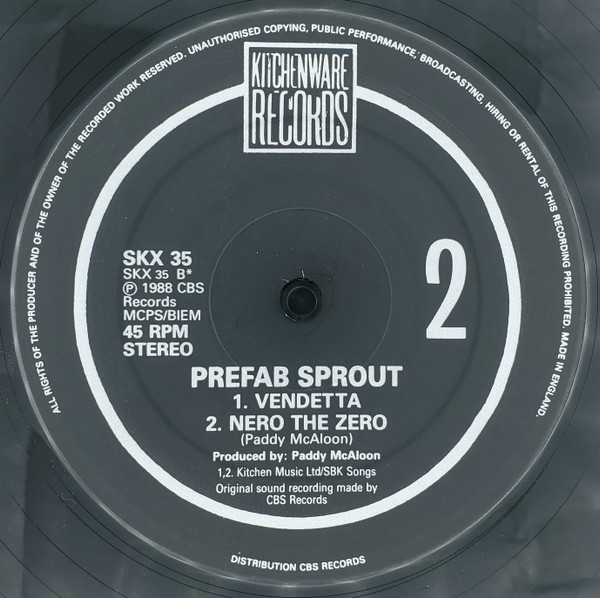 ALL RIGHTS OF THE PRODUCER AND OF THE OWNER OF THE RECORDED WORK RESERVED. UNAUTHORISED COPYING, PUBLIC PERFORMANCE, BROADCASTING, HIRING OR RENTAL OF THIS RECORDING PROHIBITED. MADE IN ENGLAND.
KITCHENWARE
RECORDS
SKX 35
SKX 35 B*
Ⓟ 1988 CBS
Records
MCPS/BIEM
45 RPM
STEREO
2
PREFAB SPROUT
1. VENDETTA
2. NERO THE ZERO
(Paddy McAloon)
Produced by: Paddy McAloon
1,2. Kitchen Music Ltd/SBK Songs
Original sound recording made by
CBS Records
DISTRIBUTION CBS RECORDS